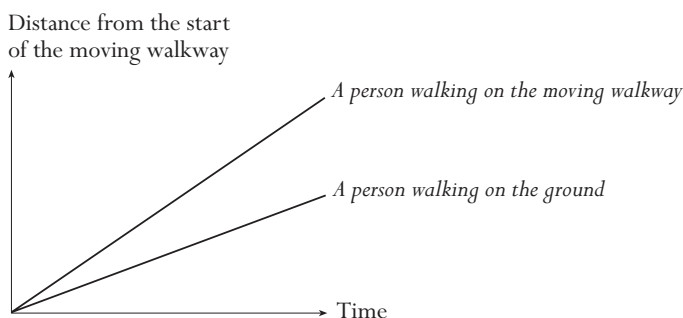 Distance from the start
of the moving walkway
A person walking on the moving walkway
A person walking on the ground
Time